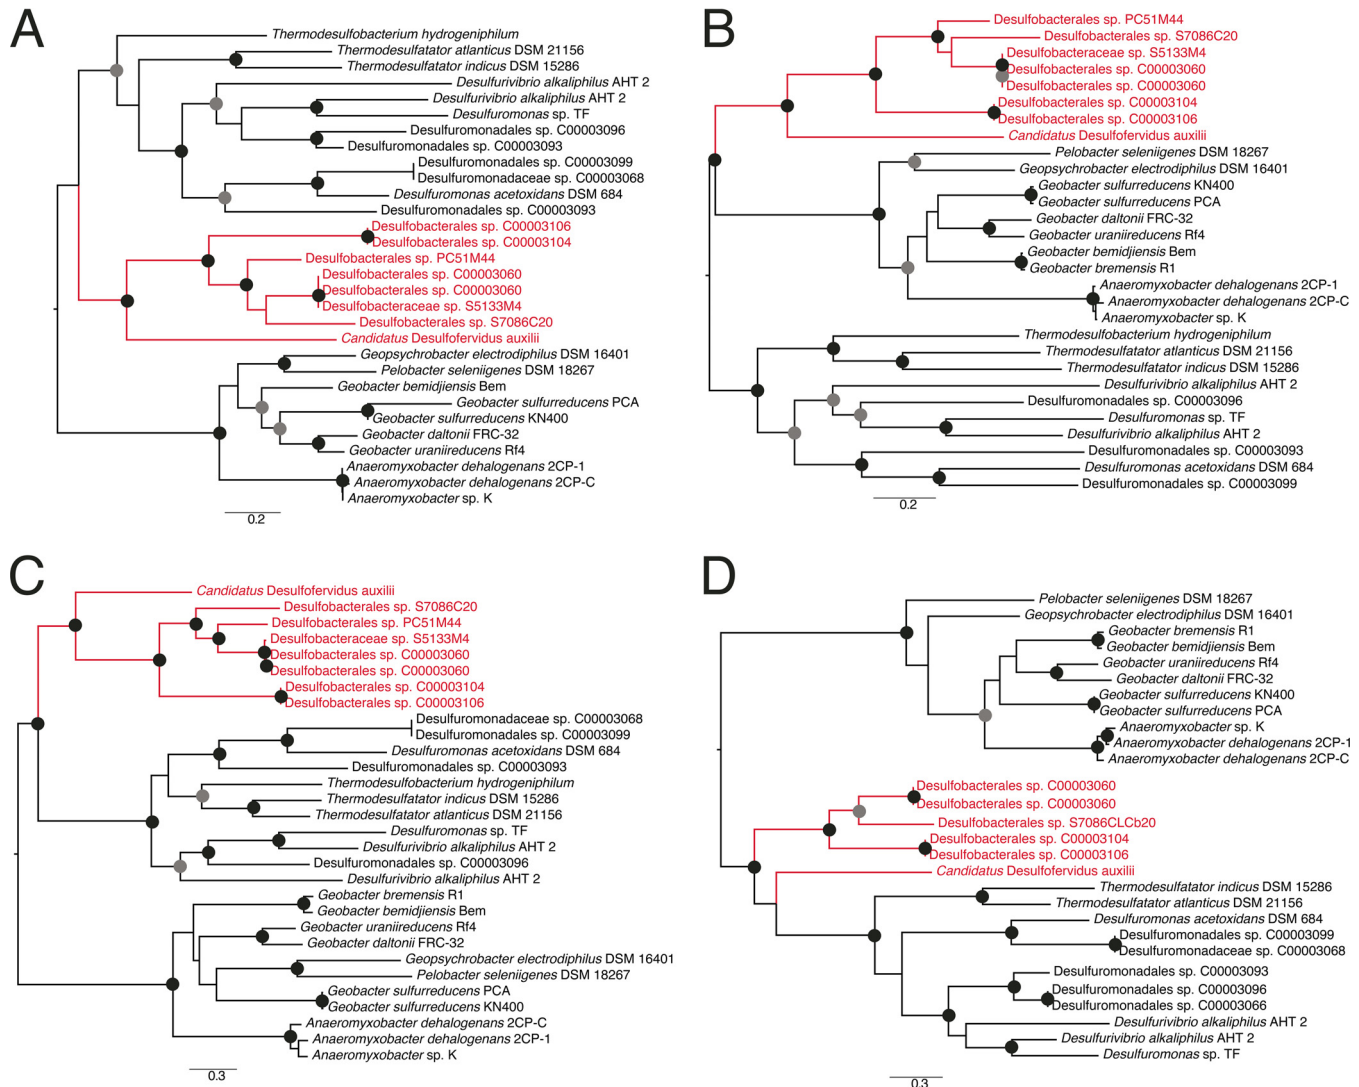 A
Thermodesulfobacterium hydrogeniphilum
Thermodesulfatator atlanticus DSM 21156
Thermodesulfatator indicus DSM 15286
Desulfurivibrio alkaliphilus AHT 2
Desulfurivibrio alkaliphilus AHT 2
Desulfuromonas sp. TF
Desulfuromonadales sp. C00003096
Desulfuromonadales sp. C00003093
Desulfuromonadales sp. C00003099
Desulfuromonadaceae sp. C00003068
Desulfuromonas acetoxidans DSM 684
Desulfuromonadales sp. C00003093
Desulfobacterales sp. C00003106
Desulfobacterales sp. C00003104
Desulfobacterales sp. PC51M44
Desulfobacterales sp. C00003060
Desulfobacterales sp. C00003060
Desulfobacteraceae sp. S5133M4
Desulfobacterales sp. S7086C20
Candidatus Desulfofervidus auxilii
Geopsychrobacter electrodiphilus DSM 16401
Pelobacter seleniigenes DSM 18267
Geobacter bemidjiensis Bem
Geobacter sulfurreducens PCA
Geobacter sulfurreducens KN400
Geobacter daltonii FRC-32
Geobacter uraniireducens Rf4
Anaeromyxobacter dehalogenans 2CP-1
Anaeromyxobacter dehalogenans 2CP-C
Anaeromyxobacter sp. K
0.2
B
Desulfobacterales sp. PC51M44
Desulfobacterales sp. S7086C20
Desulfobacteraceae sp. S5133M4
Desulfobacterales sp. C00003060
Desulfobacterales sp. C00003060
Desulfobacterales sp. C00003104
Desulfobacterales sp. C00003106
Candidatus Desulfofervidus auxilii
Pelobacter seleniigenes DSM 18267
Geopsychrobacter electrodiphilus DSM 16401
Geobacter sulfurreducens KN400
Geobacter sulfurreducens PCA
Geobacter daltonii FRC-32
Geobacter uraniireducens Rf4
Geobacter bemidjiensis Bem
Geobacter bremensis R1
Anaeromyxobacter dehalogenans 2CP-1
Anaeromyxobacter dehalogenans 2CP-C
Anaeromyxobacter sp. K
Thermodesulfobacterium hydrogeniphilum
Thermodesulfatator atlanticus DSM 21156
Thermodesulfatator indicus DSM 15286
Desulfurivibrio alkaliphilus AHT 2
Desulfuromonadales sp. C00003096
Desulfuromonas sp. TF
Desulfurivibrio alkaliphilus AHT 2
Desulfuromonadales sp. C00003093
Desulfuromonas acetoxidans DSM 684
Desulfuromonadales sp. C00003099
0.2
C
Candidatus Desulfofervidus auxilii
Desulfobacterales sp. S7086C20
Desulfobacterales sp. PC51M44
Desulfobacteraceae sp. S5133M4
Desulfobacterales sp. C00003060
Desulfobacterales sp. C00003060
Desulfobacterales sp. C00003104
Desulfobacterales sp. C00003106
Desulfuromonadaceae sp. C00003068
Desulfuromonadales sp. C00003099
Desulfuromonas acetoxidans DSM 684
Desulfuromonadales sp. C00003093
Thermodesulfobacterium hydrogeniphilum
Thermodesulfatator indicus DSM 15286
Thermodesulfatator atlanticus DSM 21156
Desulfuromonas sp. TF
Desulfurivibrio alkaliphilus AHT 2
Desulfuromonadales sp. C00003096
Desulfurivibrio alkaliphilus AHT 2
Geobacter bremensis R1
Geobacter bemidjiensis Bem
Geobacter uraniireducens Rf4
Geobacter daltonii FRC-32
Geopsychrobacter electrodiphilus DSM 16401
Pelobacter seleniigenes DSM 18267
Geobacter sulfurreducens PCA
Geobacter sulfurreducens KN400
Anaeromyxobacter dehalogenans 2CP-C
Anaeromyxobacter dehalogenans 2CP-1
Anaeromyxobacter sp. K
0.3
D
Pelobacter seleniigenes DSM 18267
Geopsychrobacter electrodiphilus DSM 16401
Geobacter bremensis R1
Geobacter bemidjiensis Bem
Geobacter uraniireducens Rf4
Geobacter daltonii FRC-32
Geobacter sulfurreducens KN400
Geobacter sulfurreducens PCA
Anaeromyxobacter sp. K
Anaeromyxobacter dehalogenans 2CP-1
Anaeromyxobacter dehalogenans 2CP-C
Desulfobacterales sp. C00003060
Desulfobacterales sp. C00003060
Desulfobacterales sp. S7086CLCb20
Desulfobacterales sp. C00003104
Desulfobacterales sp. C00003106
Candidatus Desulfofervidus auxilii
Thermodesulfatator indicus DSM 15286
Thermodesulfatator atlanticus DSM 21156
Desulfuromonas acetoxidans DSM 684
Desulfuromonadales sp. C00003099
Desulfuromonadaceae sp. C00003068
Desulfuromonadales sp. C00003093
Desulfuromonadales sp. C00003096
Desulfuromonadales sp. C00003066
Desulfurivibrio alkaliphilus AHT 2
Desulfurivibrio alkaliphilus AHT 2
Desulfuromonas sp. TF
0.3